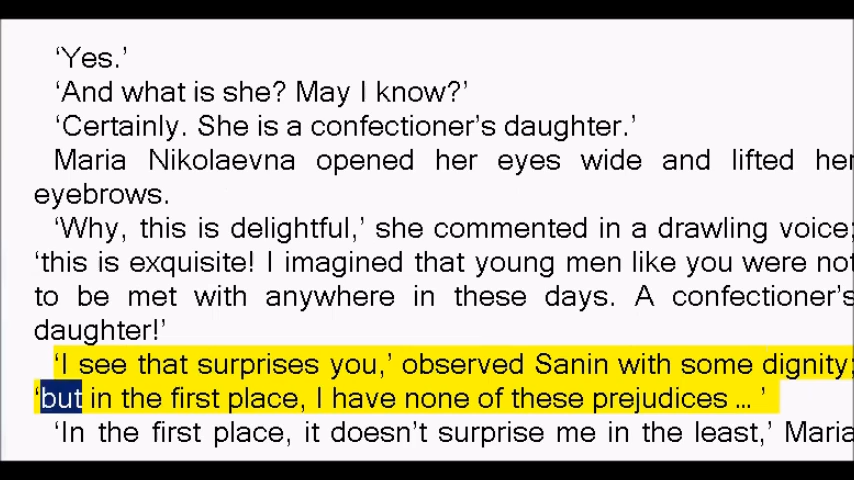 ‘Yes.’
‘And what is she? May I know?’
‘Certainly. She is a confectioner’s daughter.’
Maria Nikolaevna opened her eyes wide and lifted her
eyebrows.
‘Why, this is delightful,’ she commented in a drawling voice;
‘this is exquisite! I imagined that young men like you were not
to be met with anywhere in these days. A confectioner’s
daughter!’
‘I see that surprises you,’ observed Sanin with some dignity;
‘but in the first place, I have none of these prejudices ... ’
‘In the first place, it doesn’t surprise me in the least,’ Maria